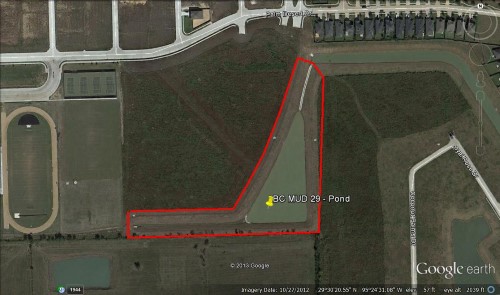 BC MUD 29 - Pond
© 2013 Google
Google earth
1944
Imagery Date: 10/27/2012 29°30'20.55" N 95°24'31.08" W elev 57 ft eye alt 2039 ft